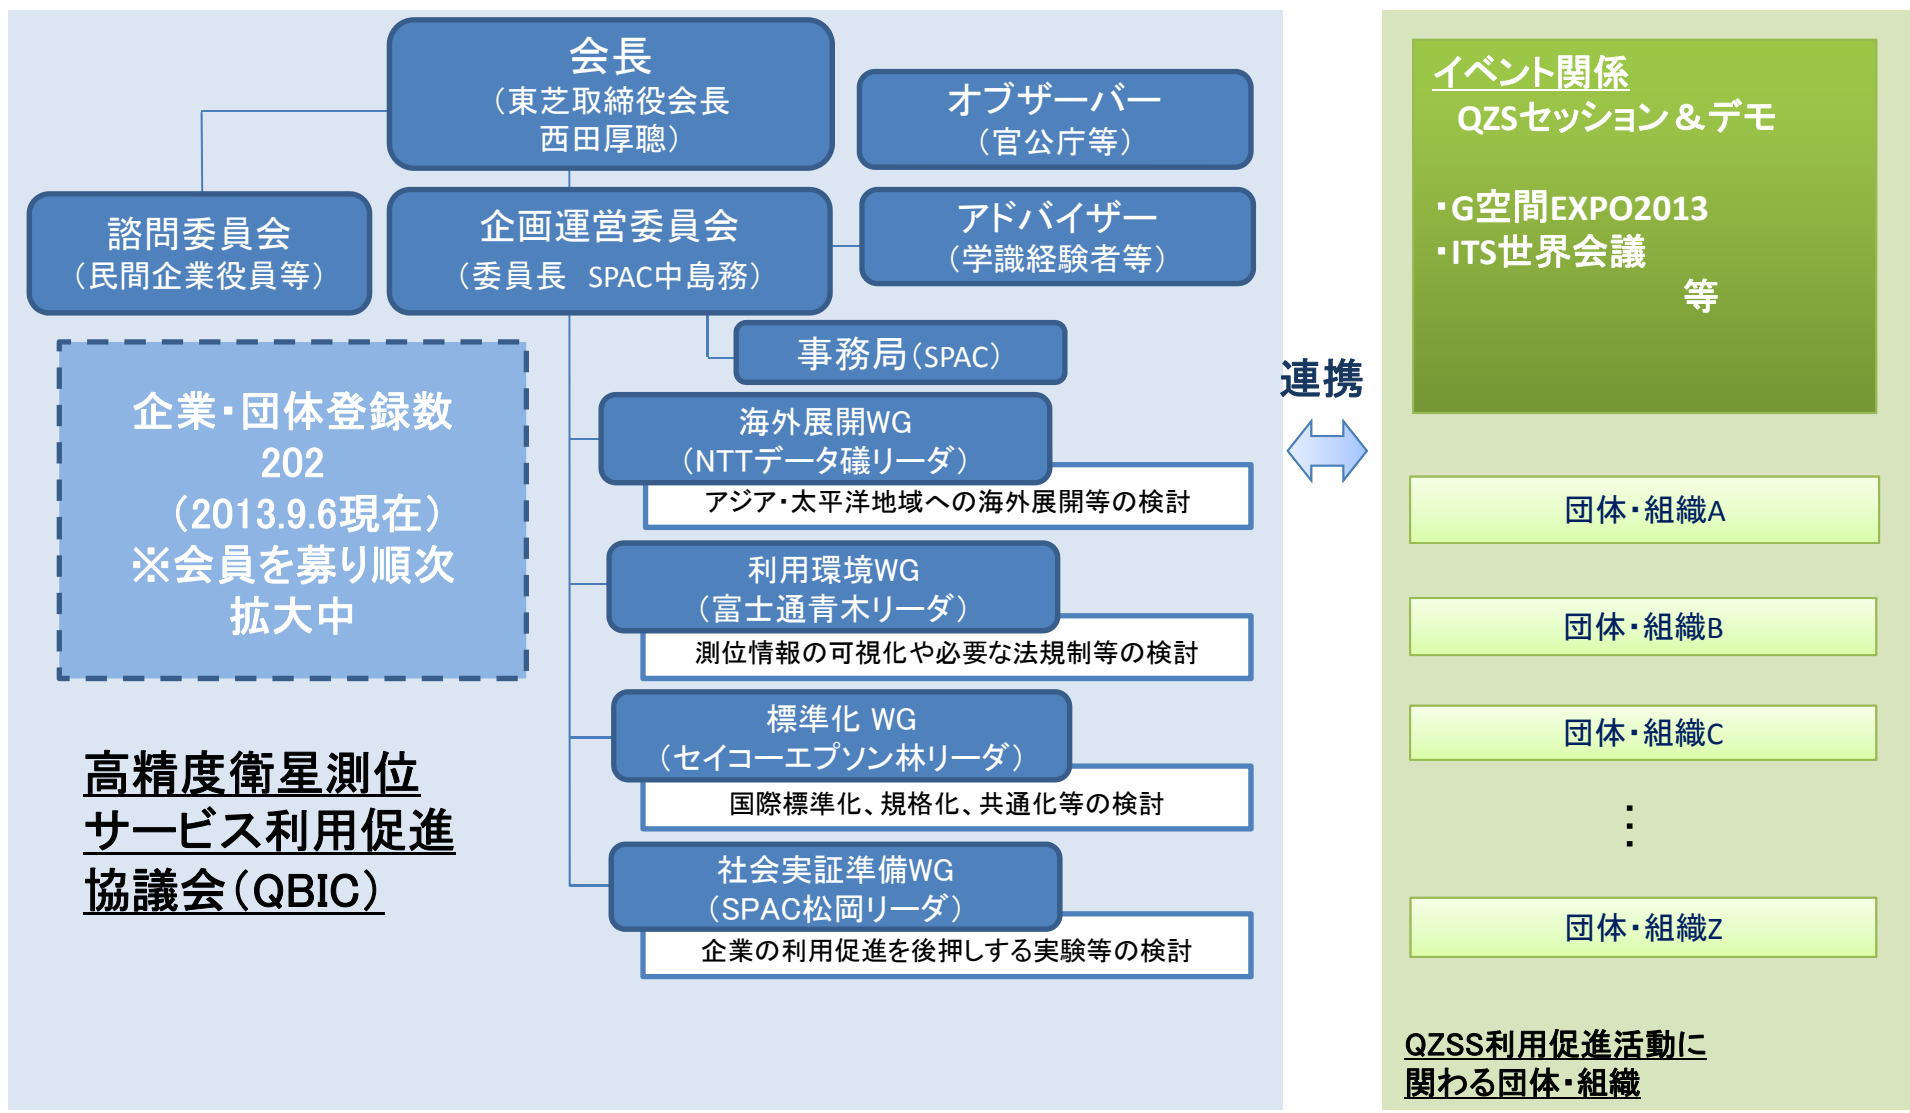 会長
（東芝取締役会長
西田厚聰）
オブザーバー
（官公庁等）
諮問委員会
（民間企業役員等）
企画運営委員会
（委員長　SPAC中島務）
アドバイザー
（学識経験者等）
事務局（SPAC）
企業・団体登録数
202
（2013.9.6現在）
※会員を募り順次
拡大中
海外展開WG
（NTTデータ礒リーダ）
アジア・太平洋地域への海外展開等の検討
利用環境WG
（富士通青木リーダ）
測位情報の可視化や必要な法規制等の検討
標準化 WG
（セイコーエプソン林リーダ）
国際標準化、規格化、共通化等の検討
社会実証準備WG
（SPAC松岡リーダ）
企業の利用促進を後押しする実験等の検討
高精度衛星測位
サービス利用促進
協議会（QBIC）
連携
イベント関係
QZSセッション＆デモ
・G空間EXPO2013
・ITS世界会議
等
団体・組織A
団体・組織B
団体・組織C
⋮
団体・組織Z
QZSS利用促進活動に
関わる団体・組織